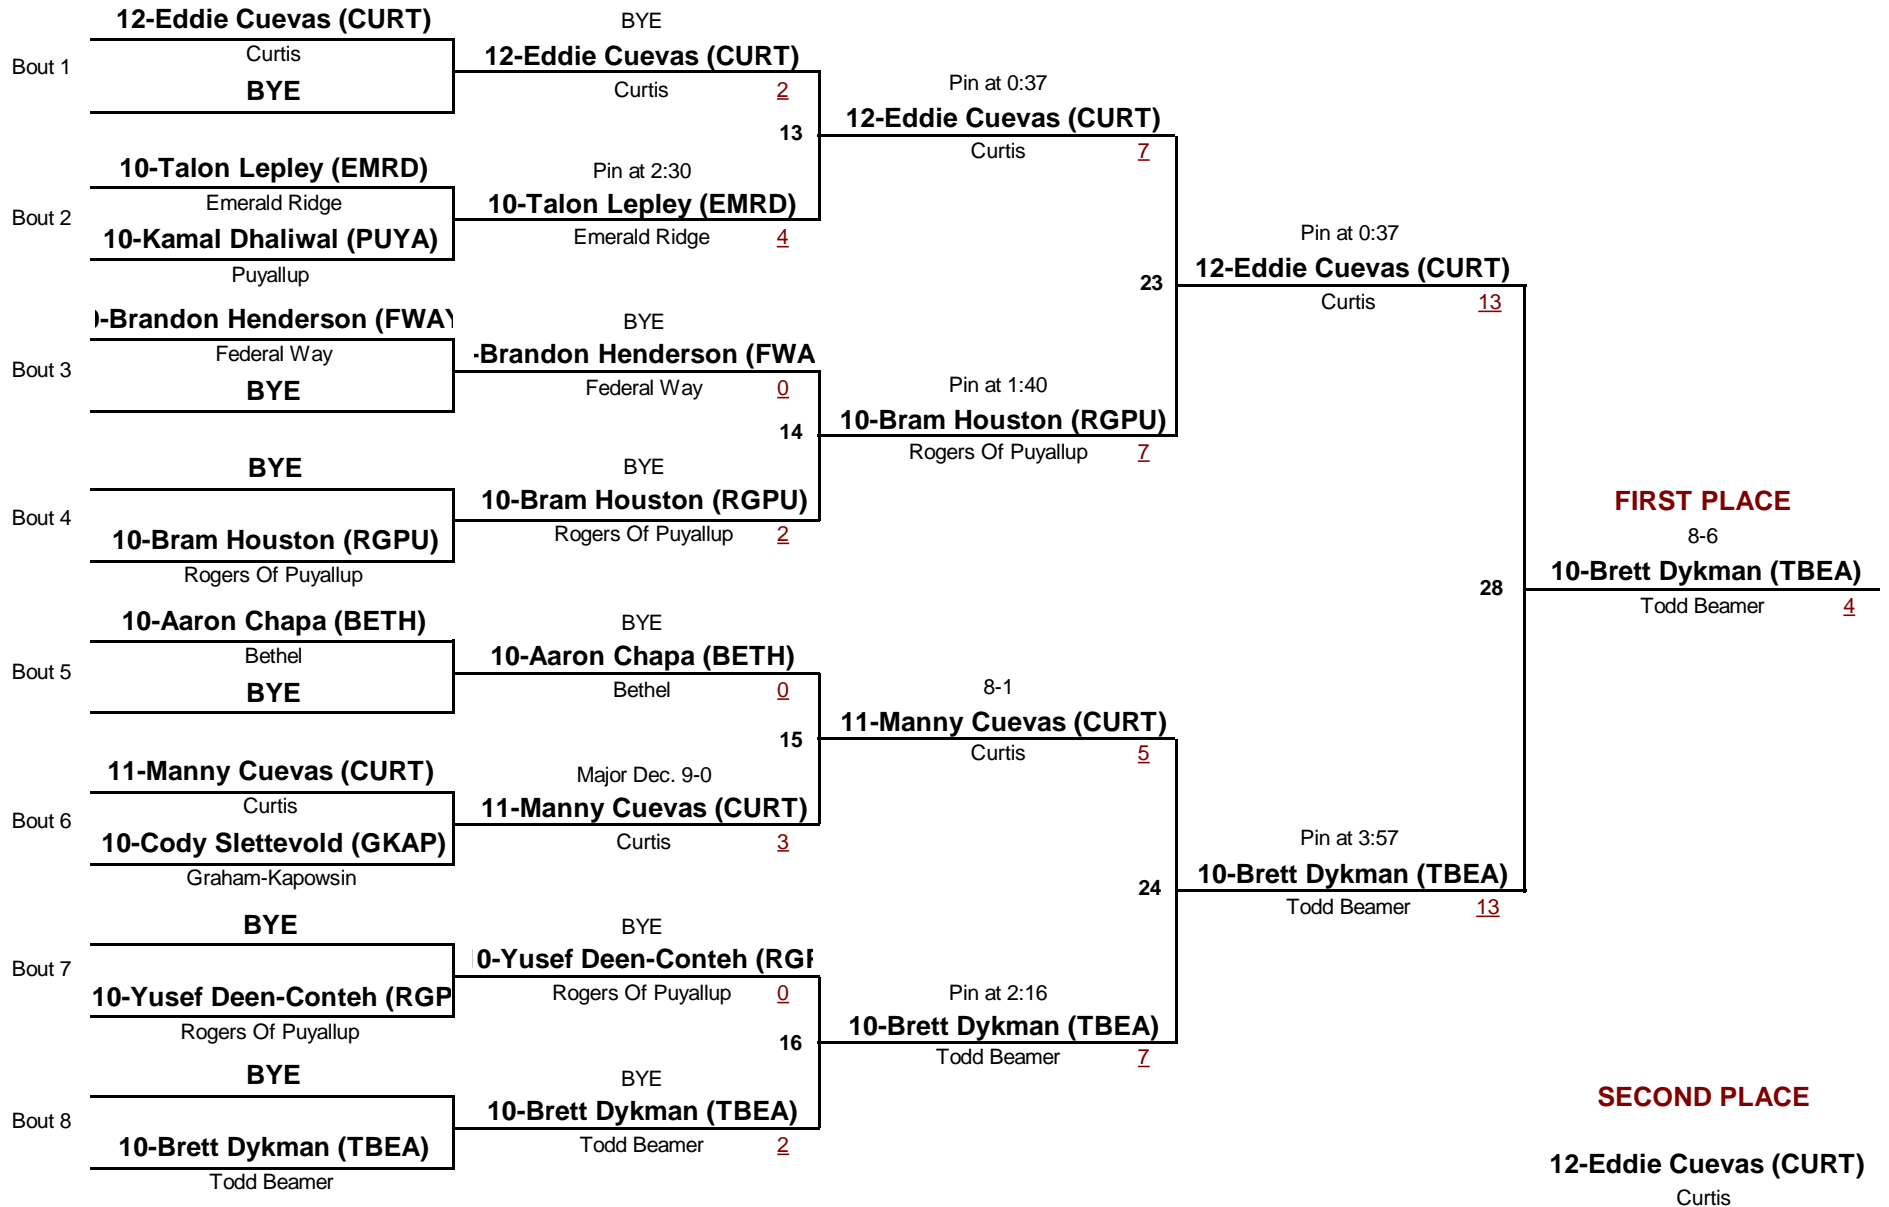 12-Eddie Cuevas (CURT)
Bout 1
Curtis
BYE
10-Talon Lepley (EMRD)
Bout 2
Emerald Ridge
10-Kamal Dhaliwal (PUYA)
Puyallup
)-Brandon Henderson (FWAY
Bout 3
Federal Way
BYE
BYE
Bout 4
10-Bram Houston (RGPU)
Rogers Of Puyallup
10-Aaron Chapa (BETH)
Bout 5
Bethel
BYE
11-Manny Cuevas (CURT)
Bout 6
Curtis
10-Cody Slettevold (GKAP)
Graham-Kapowsin
BYE
Bout 7
10-Yusef Deen-Conteh (RGP
Rogers Of Puyallup
BYE
Bout 8
10-Brett Dykman (TBEA)
Todd Beamer
BYE
12-Eddie Cuevas (CURT)
Curtis 2
13
Pin at 2:30
10-Talon Lepley (EMRD)
Emerald Ridge 4
BYE
-Brandon Henderson (FWA
Federal Way 0
14
BYE
10-Bram Houston (RGPU)
Rogers Of Puyallup 2
BYE
10-Aaron Chapa (BETH)
Bethel 0
15
Major Dec. 9-0
11-Manny Cuevas (CURT)
Curtis 3
BYE
0-Yusef Deen-Conteh (RGP
Rogers Of Puyallup 0
16
BYE
10-Brett Dykman (TBEA)
Todd Beamer 2
Pin at 0:37
12-Eddie Cuevas (CURT)
Curtis 7
23
Pin at 1:40
10-Bram Houston (RGPU)
Rogers Of Puyallup 7
8-1
11-Manny Cuevas (CURT)
Curtis 5
24
Pin at 2:16
10-Brett Dykman (TBEA)
Todd Beamer 7
Pin at 0:37
12-Eddie Cuevas (CURT)
Curtis 13
28
Pin at 3:57
10-Brett Dykman (TBEA)
Todd Beamer 13
FIRST PLACE
8-6
10-Brett Dykman (TBEA)
Todd Beamer 4
SECOND PLACE
12-Eddie Cuevas (CURT)
Curtis